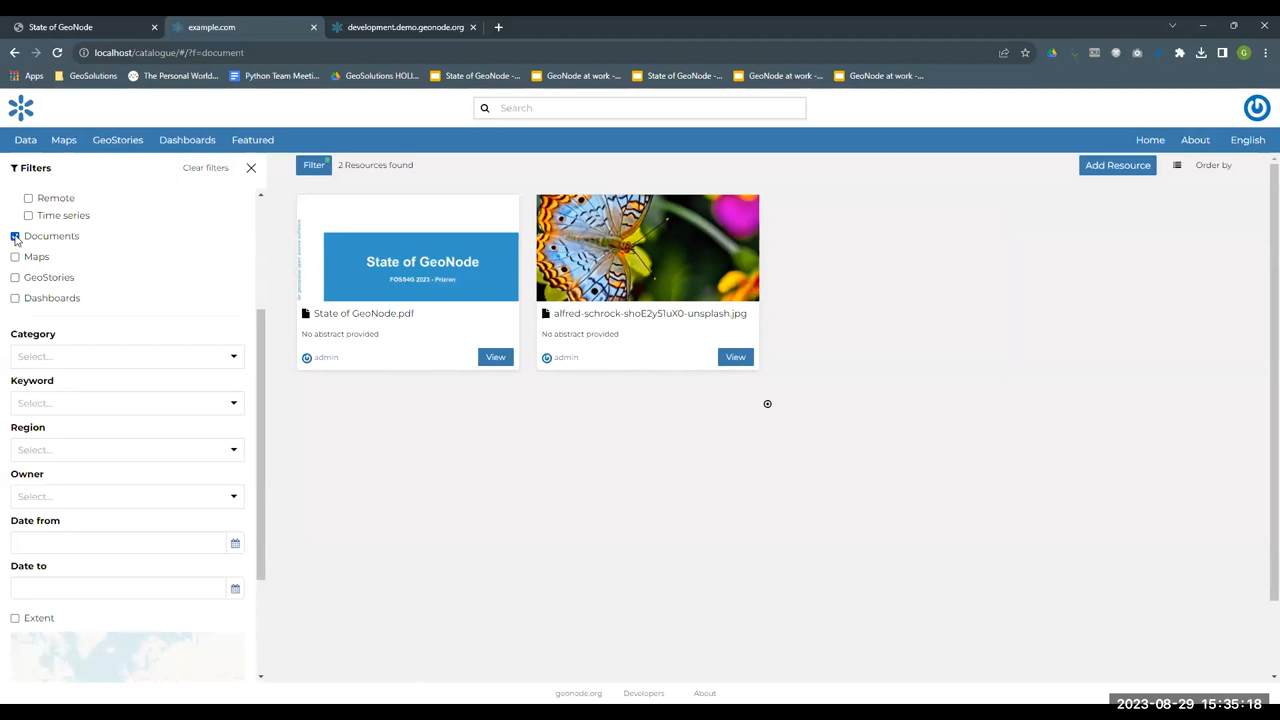 State of GeoNode
example.com
development.demo.geonode.org
localhost/catalogue/#/?f=document
G
Apps
GeoSolutions
The Personal World...
Python Team Meeti...
GeoSolutions HOLI...
State of GeoNode -...
GeoNode at work -...
State of GeoNode -...
GeoNode at work -...
GeoNode at work -...
Search
Data
Maps
GeoStories
Dashboards
Featured
Home
About
English
Filters
Clear filters
Filter
2 Resources found
Add Resource
Order by
Remote
Time series
Documents
Maps
GeoStories
Dashboards
Category
Select...
Keyword
Select...
Region
Select...
Owner
Select...
Date from
Date to
Extent
State of GeoNode
FOSS4G 2023 - Prizren
State of GeoNode.pdf
No abstract provided
admin
View
alfred-schrock-shoE2y51uX0-unsplash.jpg
No abstract provided
admin
View
geonode.org
Developers
About
2023-08-29 15:35:18